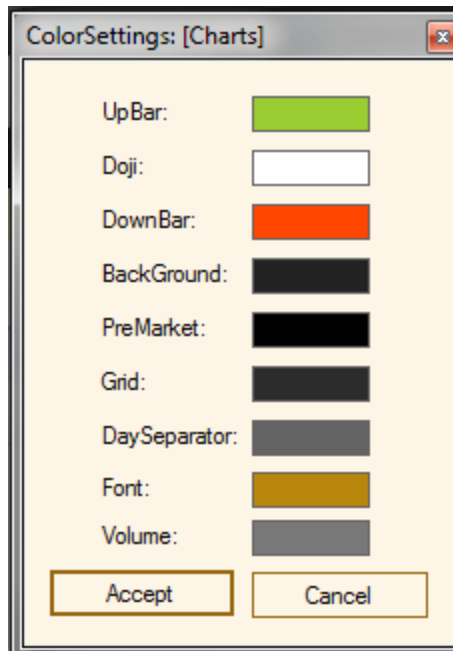 ColorSettings: [Charts]
UpBar:
Doji:
DownBar:
BackGround:
PreMarket:
Grid:
DaySeparator:
Font:
Volume:
Accept Cancel